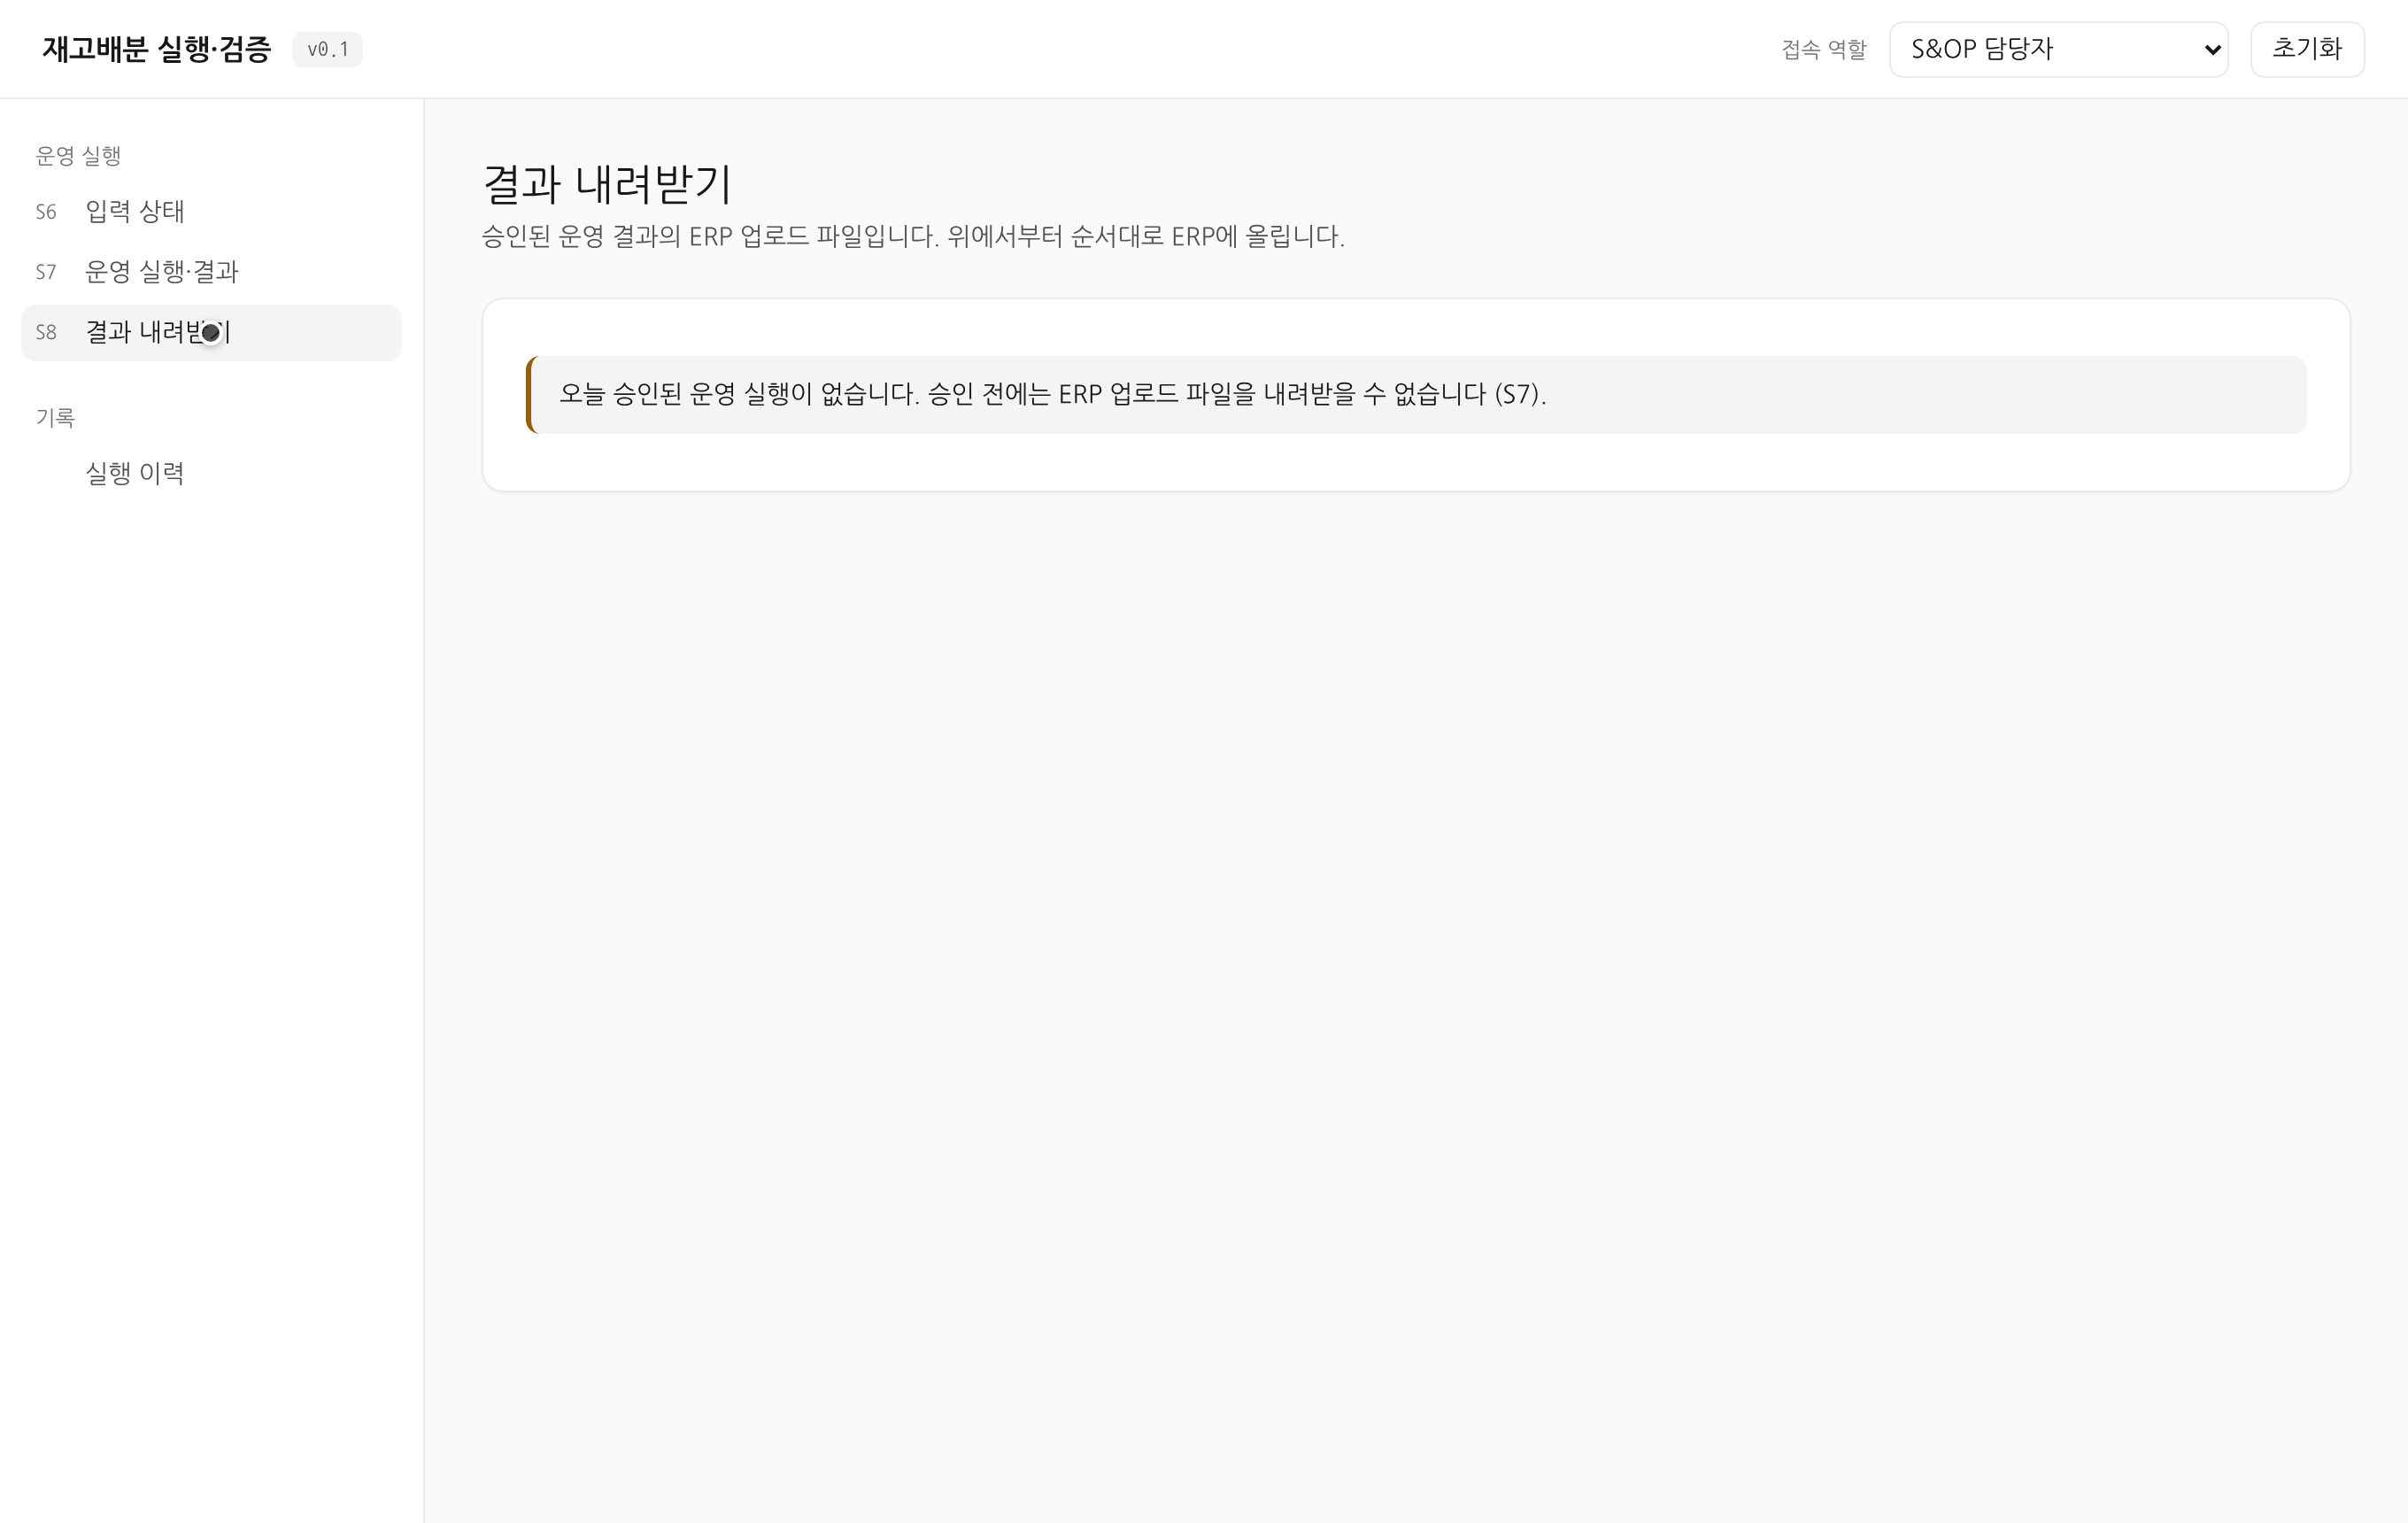 재고배분 실행·검증 v0.1 접속 역할 S&OP 담당자 초기화
운영 실행
S6 입력 상태
S7 운영 실행·결과
S8 결과 내려받기
기록
실행 이력
결과 내려받기
승인된 운영 결과의 ERP 업로드 파일입니다. 위에서부터 순서대로 ERP에 올립니다.
오늘 승인된 운영 실행이 없습니다. 승인 전에는 ERP 업로드 파일을 내려받을 수 없습니다 (S7).